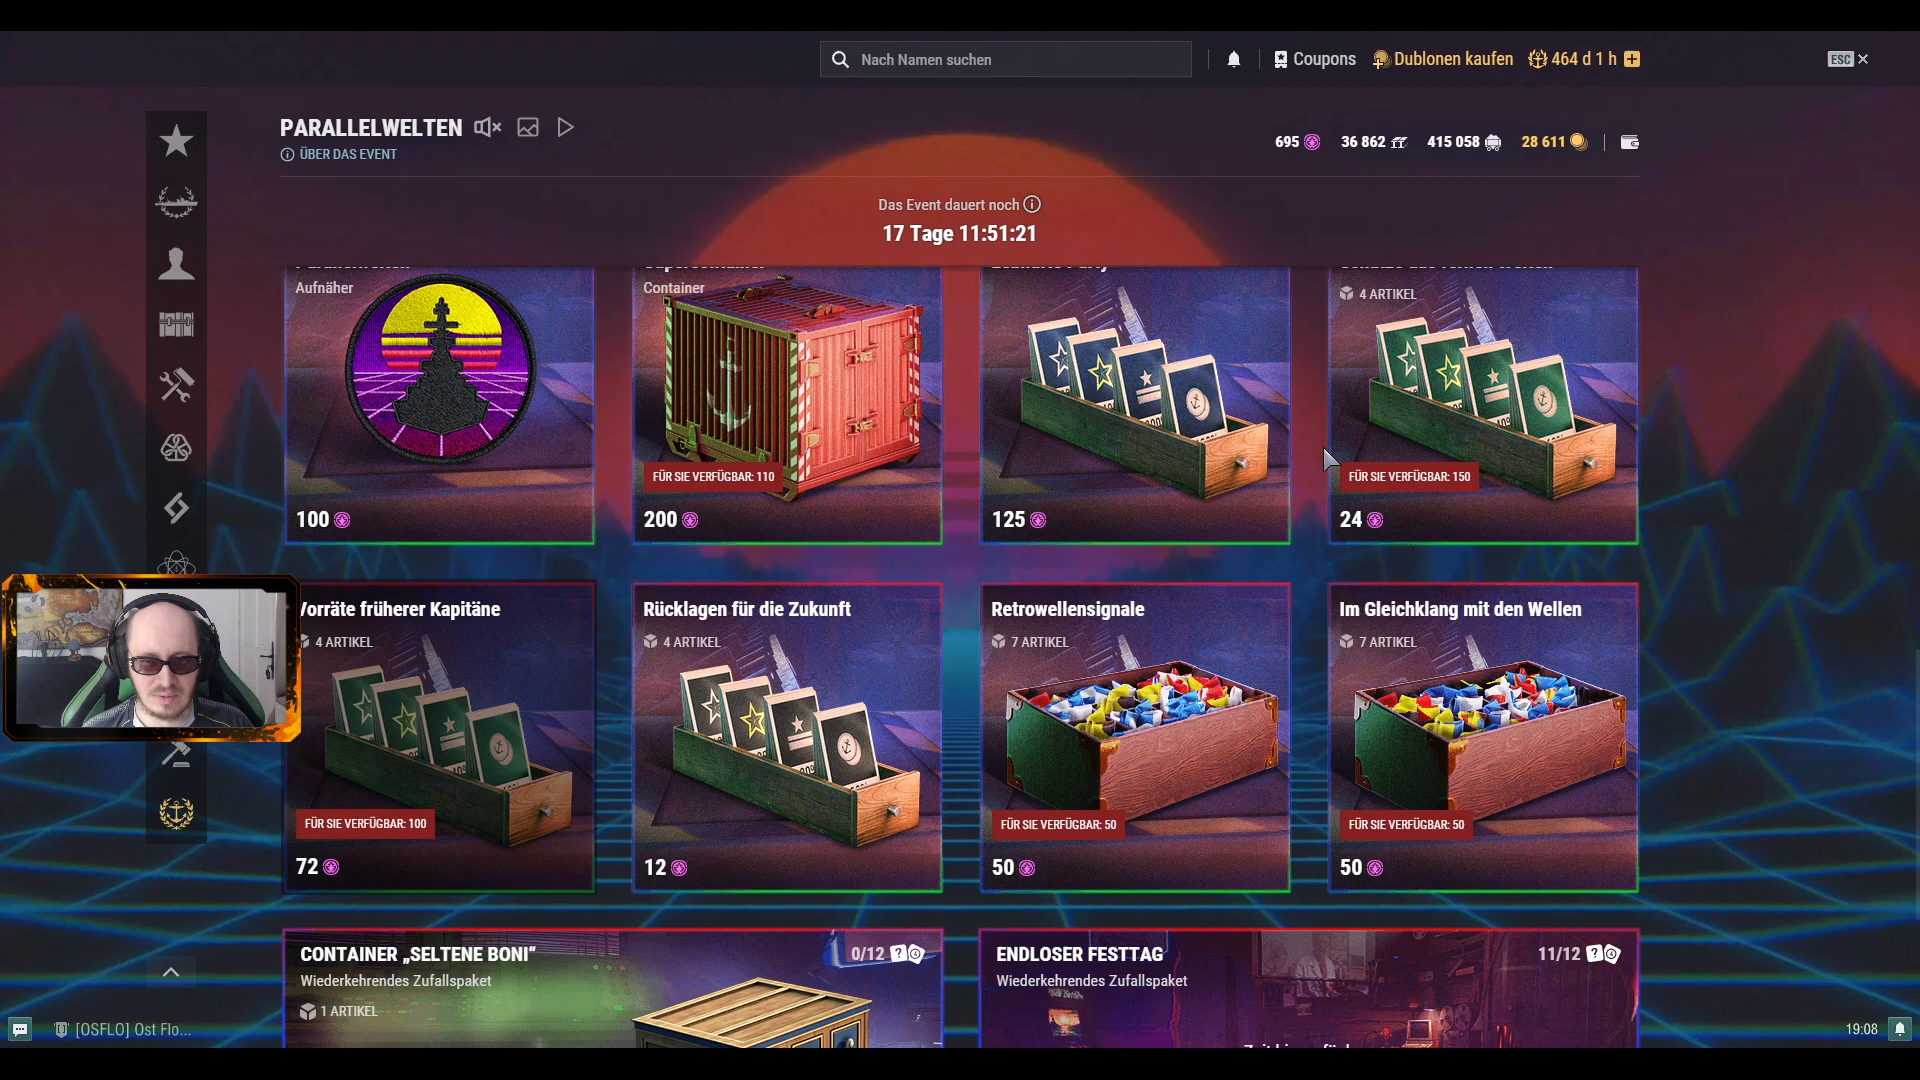 Nach Namen suchen
Coupons
Dublonen kaufen
464 d 1 h
ESC
PARALLELWELTEN
ÜBER DAS EVENT
695
36 862
415 058
28 611
Das Event dauert noch
17 Tage 11:51:21
Aufnäher
100
Container
FÜR SIE VERFÜGBAR: 110
200
125
4 ARTIKEL
FÜR SIE VERFÜGBAR: 150
24
Vorräte früherer Kapitäne
4 ARTIKEL
FÜR SIE VERFÜGBAR: 100
72
Rücklagen für die Zukunft
4 ARTIKEL
12
Retrowellensignale
7 ARTIKEL
FÜR SIE VERFÜGBAR: 50
50
Im Gleichklang mit den Wellen
7 ARTIKEL
FÜR SIE VERFÜGBAR: 50
50
CONTAINER „SELTENE BONI“
0/12
Wiederkehrendes Zufallspaket
1 ARTIKEL
ENDLOSER FESTTAG
11/12
Wiederkehrendes Zufallspaket
[OSFLO] Ost Flo...
19:08